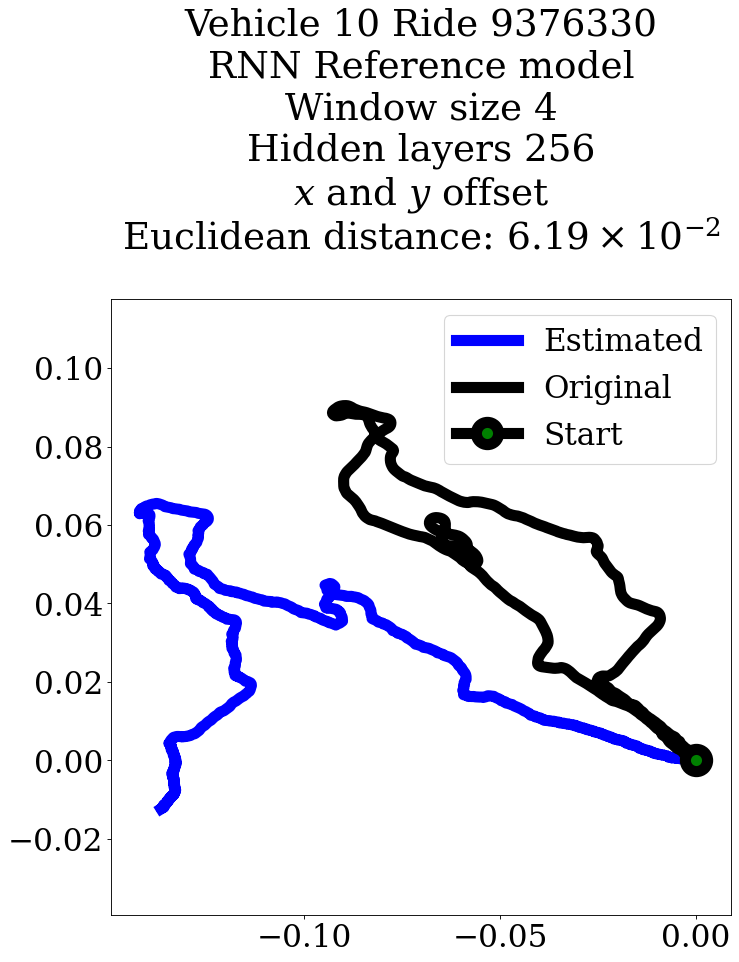 Vehicle 10 Ride 9376330
RNN Reference model
Window size 4
Hidden layers 256
x and y offset
Euclidean distance: 6.19 × 10⁻²
Estimated
Original
Start
0.10
0.08
0.06
0.04
0.02
0.00
−0.02
−0.10 −0.05 0.00